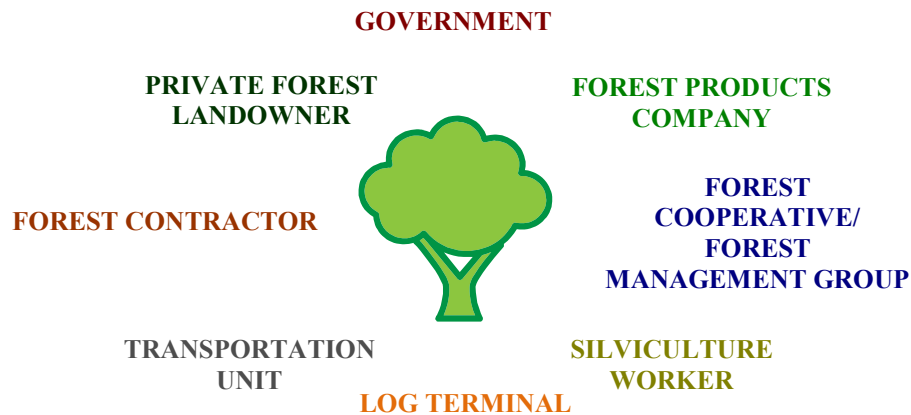 GOVERNMENT
PRIVATE FOREST
LANDOWNER
FOREST PRODUCTS
COMPANY
FOREST CONTRACTOR
FOREST
COOPERATIVE/
FOREST
MANAGEMENT GROUP
TRANSPORTATION
UNIT
SILVICULTURE
WORKER
LOG TERMINAL